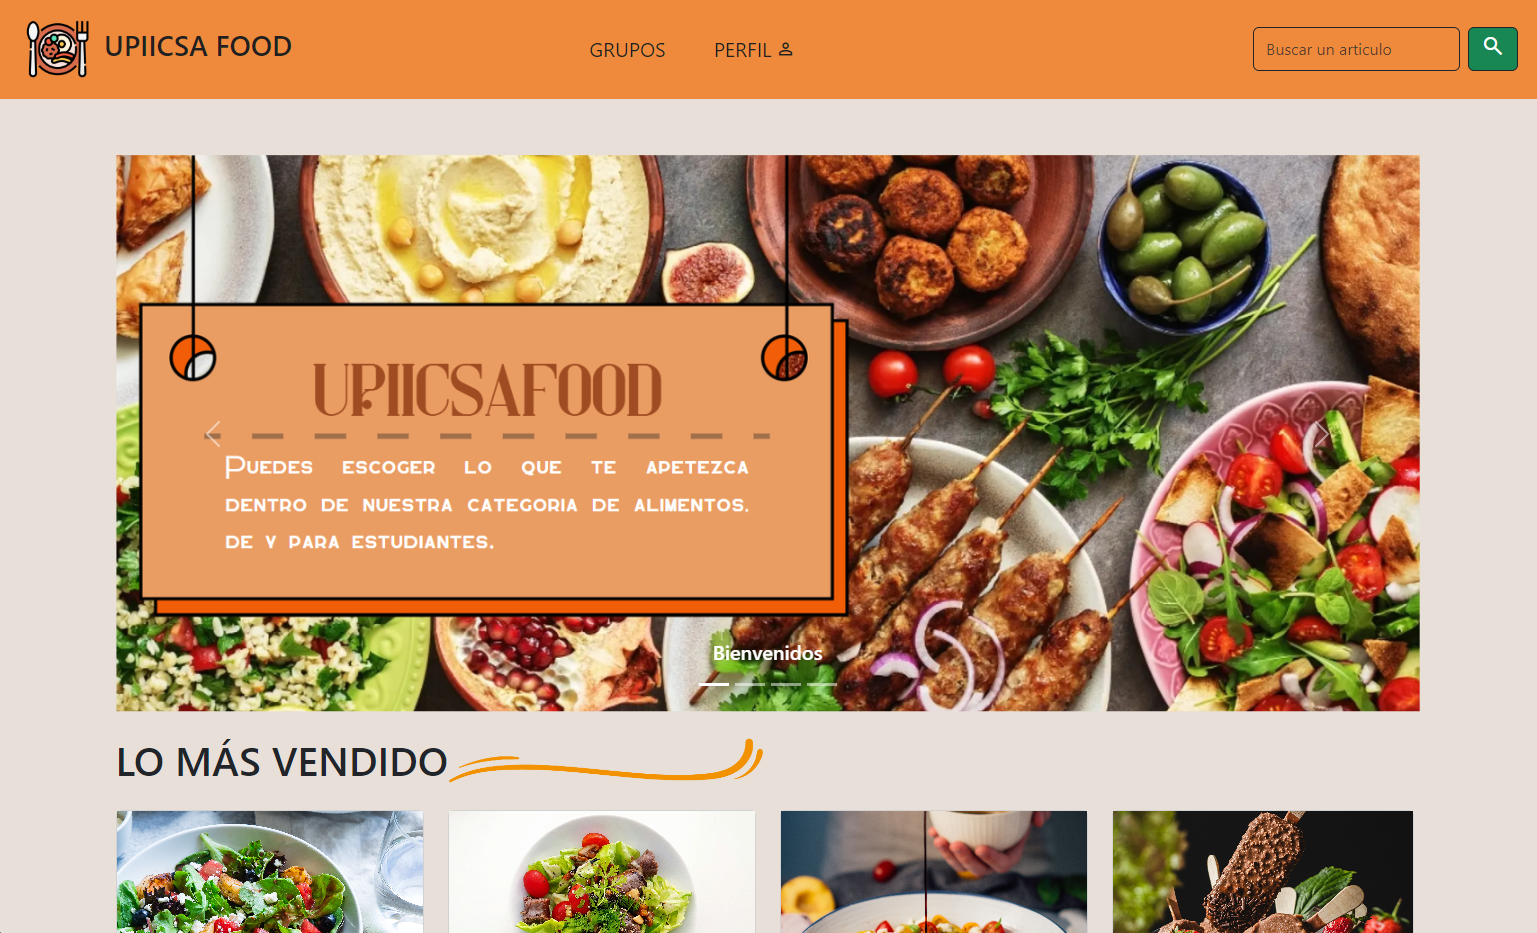 UPIICSA FOOD
GRUPOS
PERFIL
Buscar un articulo
UPIICSAFOOD
Puedes escoger lo que te apetezca
dentro de nuestra categoria de alimentos.
de y para estudiantes.
Bienvenidos
LO MÁS VENDIDO